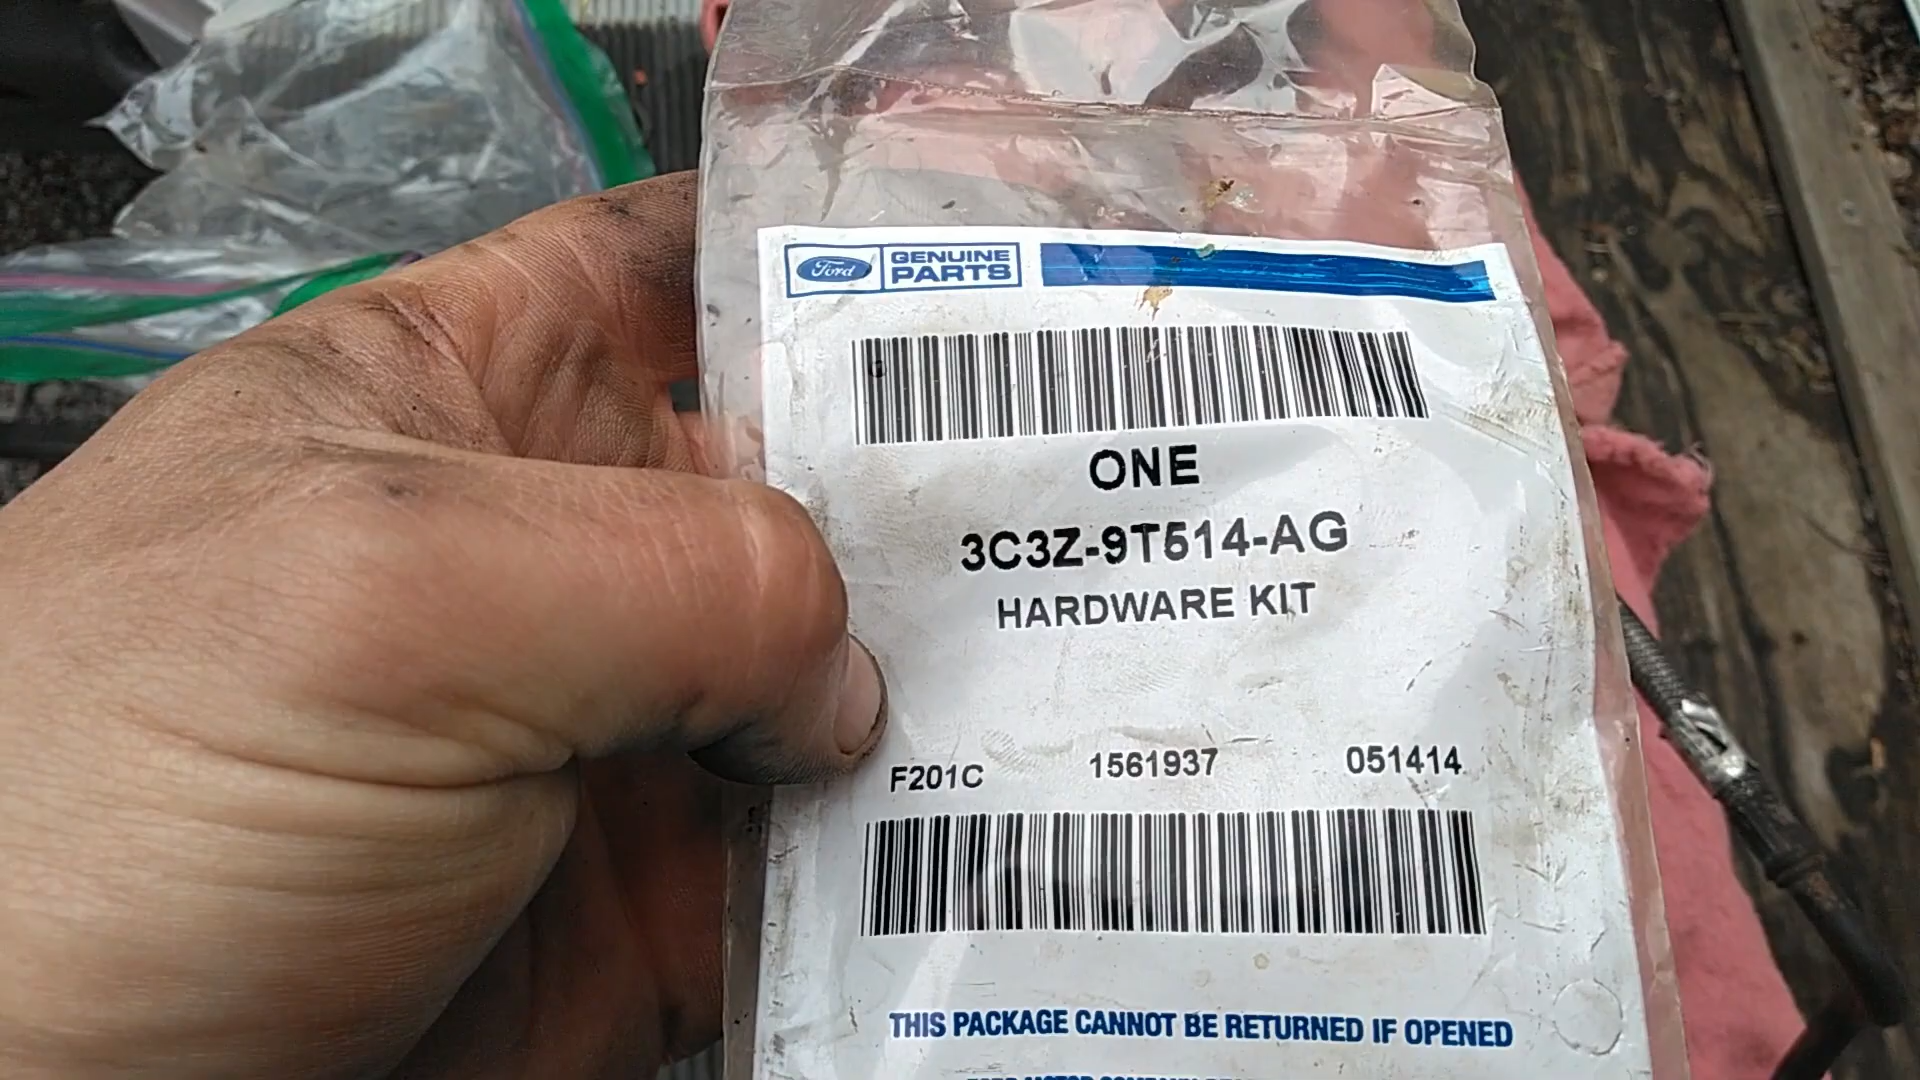 Ford GENUINE PARTS
ONE
3C3Z-9T514-AG
HARDWARE KIT
F201C 1561937 051414
THIS PACKAGE CANNOT BE RETURNED IF OPENED